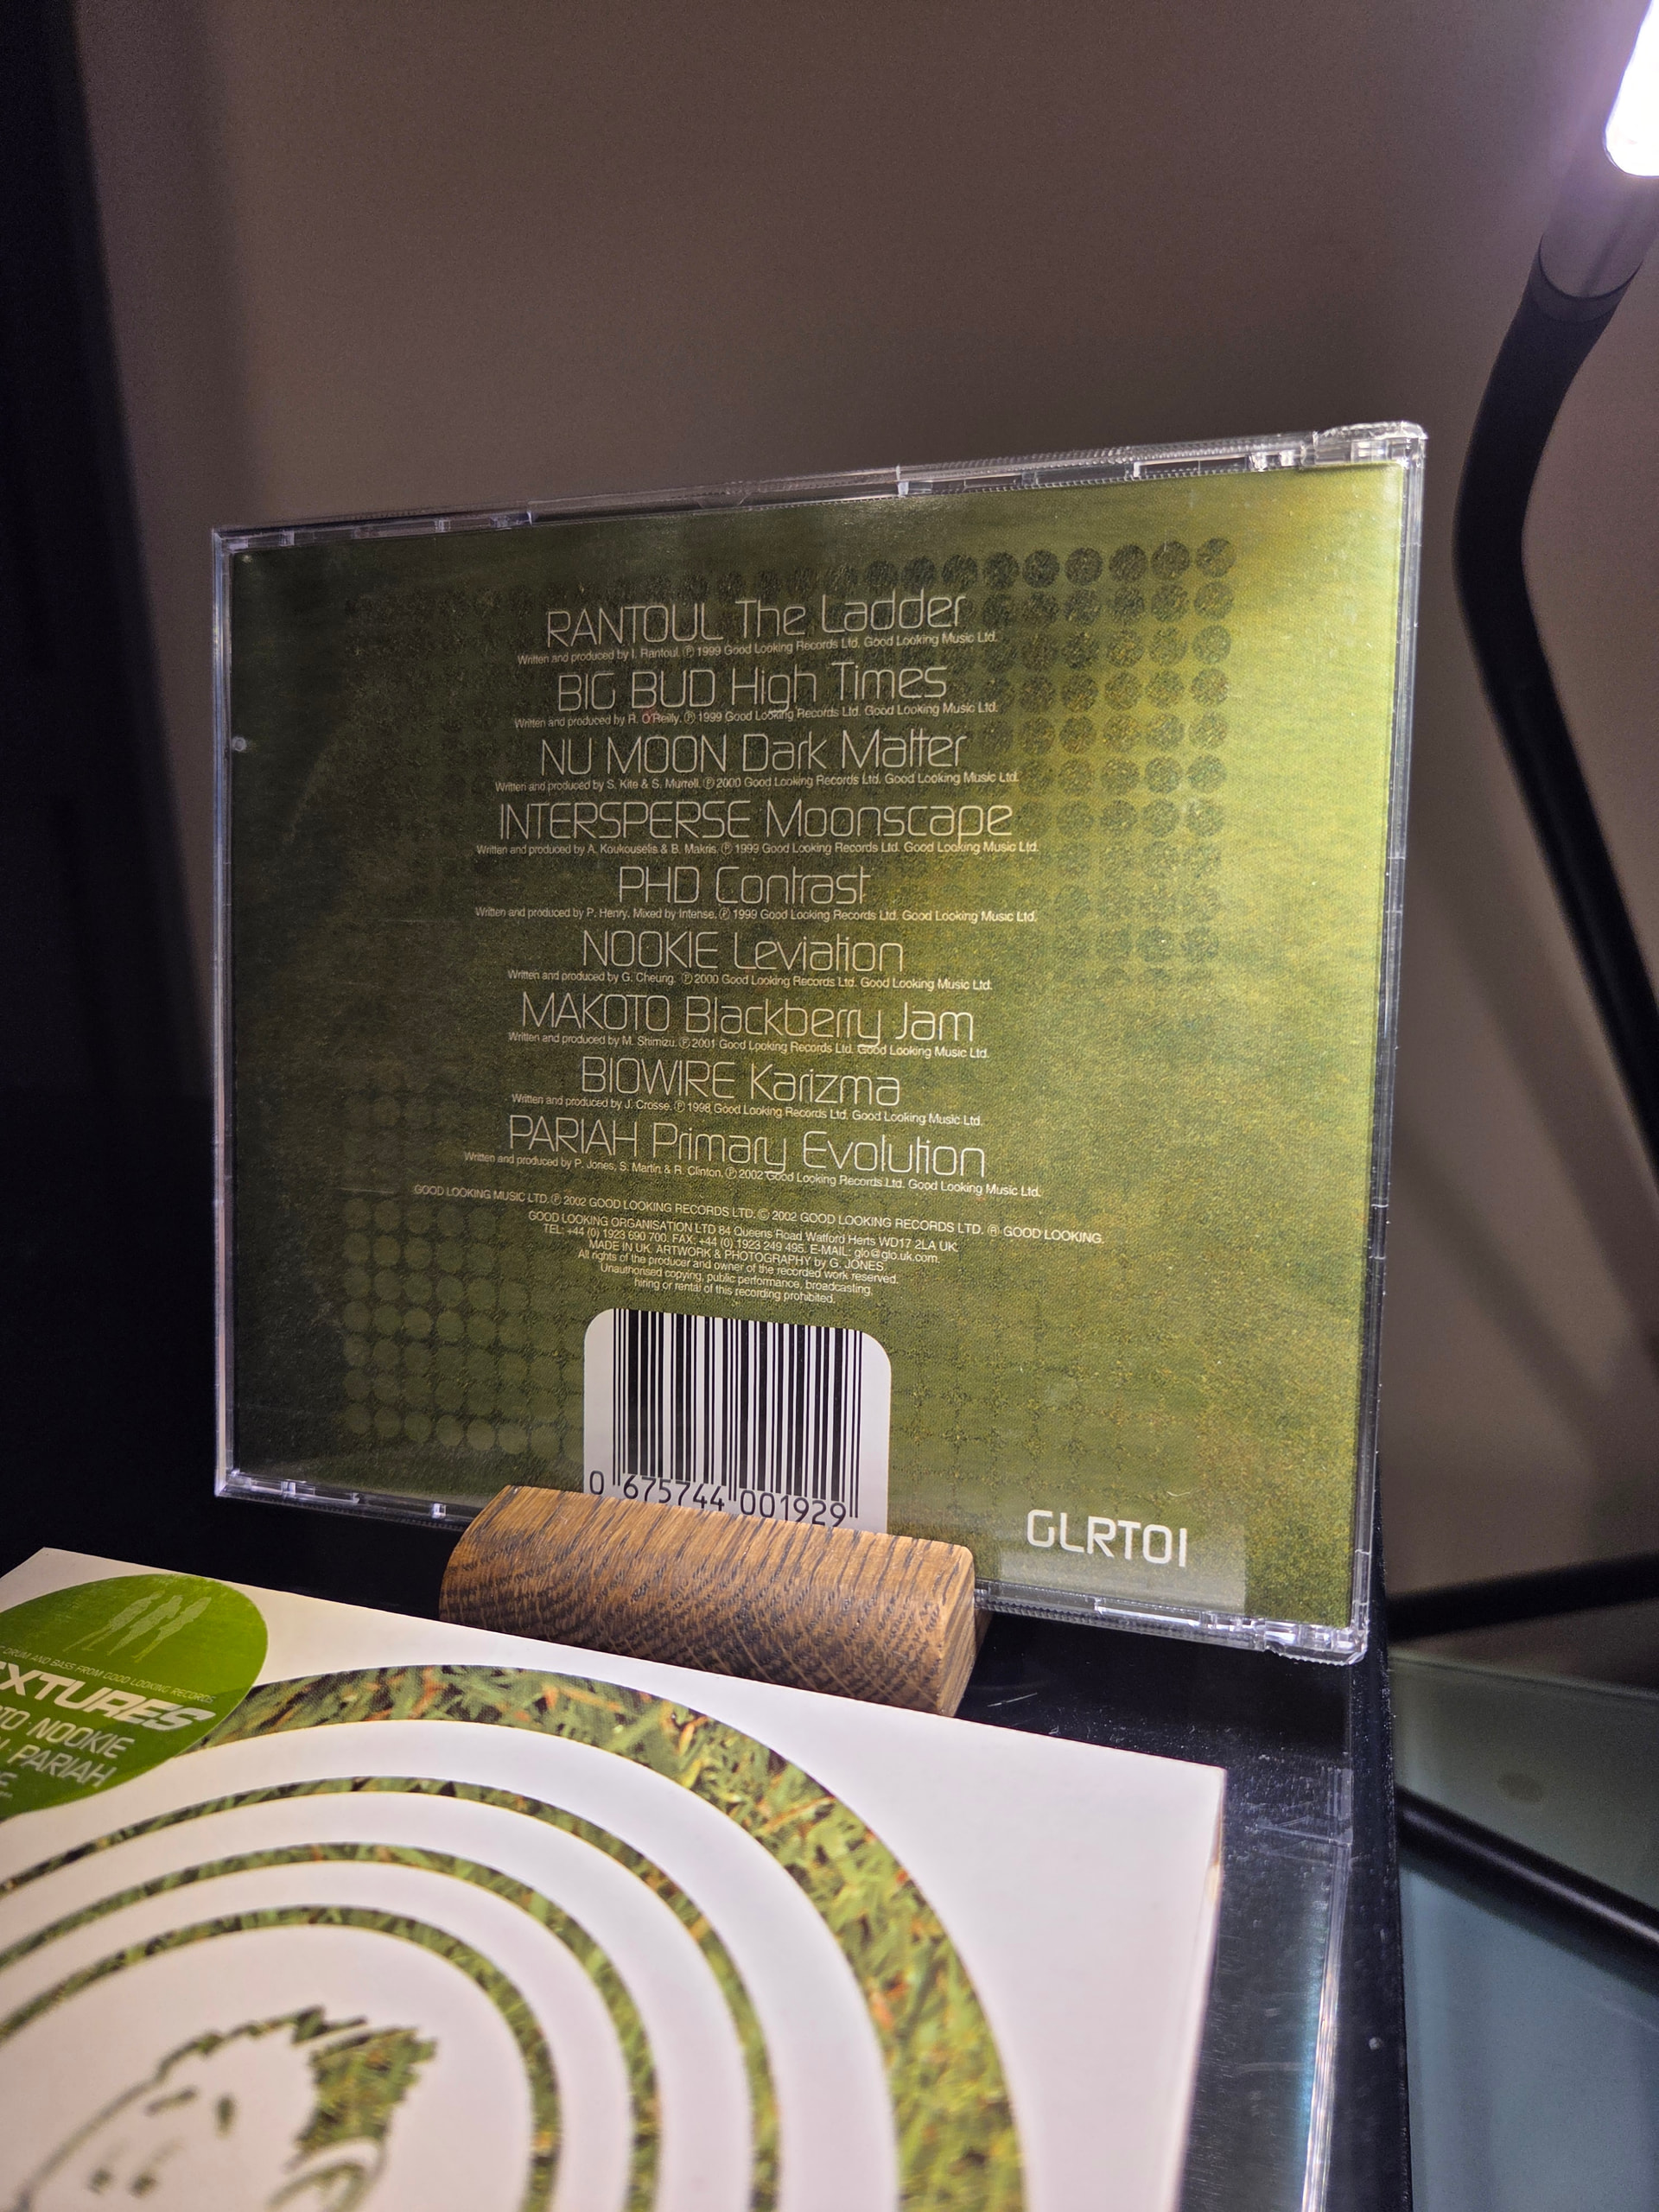 RANTOUL The Ladder
Written and produced by I. Rantoul. ℗ 1999 Good Looking Records Ltd. Good Looking Music Ltd.
BIG BUD High Times
Written and produced by R. O'Reilly. ℗ 1999 Good Looking Records Ltd. Good Looking Music Ltd.
NU MOON Dark Matter
Written and produced by S. Kite & S. Murrell. ℗ 2000 Good Looking Records Ltd. Good Looking Music Ltd.
INTERSPERSE Moonscape
Written and produced by A. Koukouselis & B. Makris. ℗ 1999 Good Looking Records Ltd. Good Looking Music Ltd.
PHD Contrast
Written and produced by P. Henry. Mixed by Intense. ℗ 1999 Good Looking Records Ltd. Good Looking Music Ltd.
NOOKIE Leviation
Written and produced by G. Cheung. ℗ 2000 Good Looking Records Ltd. Good Looking Music Ltd.
MAKOTO Blackberry Jam
Written and produced by M. Shimizu. ℗ 2001 Good Looking Records Ltd. Good Looking Music Ltd.
BIOWIRE Karizma
Written and produced by J. Crosse. ℗ 1998 Good Looking Records Ltd. Good Looking Music Ltd.
PARIAH Primary Evolution
Written and produced by P. Jones, S. Martin & R. Clinton. ℗ 2002 Good Looking Records Ltd. Good Looking Music Ltd.
GOOD LOOKING MUSIC LTD. ℗ 2002 GOOD LOOKING RECORDS LTD. © 2002 GOOD LOOKING RECORDS LTD. ® GOOD LOOKING.
GOOD LOOKING ORGANISATION LTD 84 Queens Road Watford Herts WD17 2LA UK.
TEL: +44 (0) 1923 690 700. FAX: +44 (0) 1923 249 495. E-MAIL: glo@glo.uk.com.
MADE IN UK. ARTWORK & PHOTOGRAPHY by G. JONES.
All rights of the producer and owner of the recorded work reserved.
Unauthorised copying, public performance, broadcasting,
hiring or rental of this recording prohibited.
0 675744 001929
GLRT01
DRUM AND BASS FROM GOOD LOOKING RECORDS
EXTURES
TO NOOKIE
PARIAH